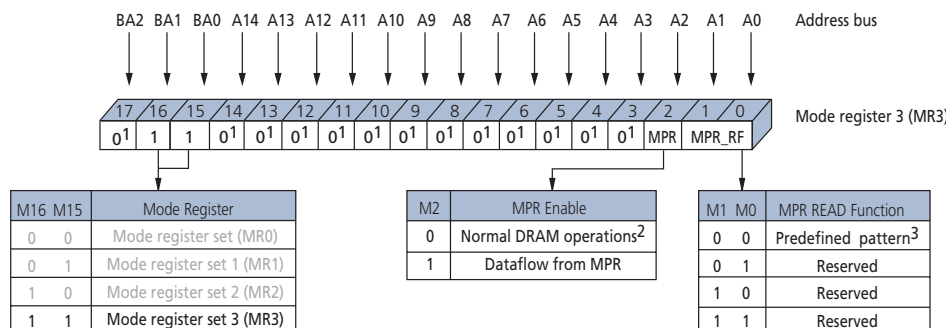 BA2 BA1 BA0 A14 A13 A12 A11 A10 A9 A8 A7 A6 A5 A4 A3 A2 A1 A0 Address bus
17 16 15 14 13 12 11 10 9 8 7 6 5 4 3 2 1 0
Mode register 3 (MR3)
0¹ 1 1 0¹ 0¹ 0¹ 0¹ 0¹ 0¹ 0¹ 0¹ 0¹ 0¹ 0¹ 0¹ MPR MPR_RF
M16 M15 Mode Register
0 0 Mode register set (MR0)
0 1 Mode register set 1 (MR1)
1 0 Mode register set 2 (MR2)
1 1 Mode register set 3 (MR3)
M2 MPR Enable
0 Normal DRAM operations²
1 Dataflow from MPR
M1 M0 MPR READ Function
0 0 Predefined pattern³
0 1 Reserved
1 0 Reserved
1 1 Reserved